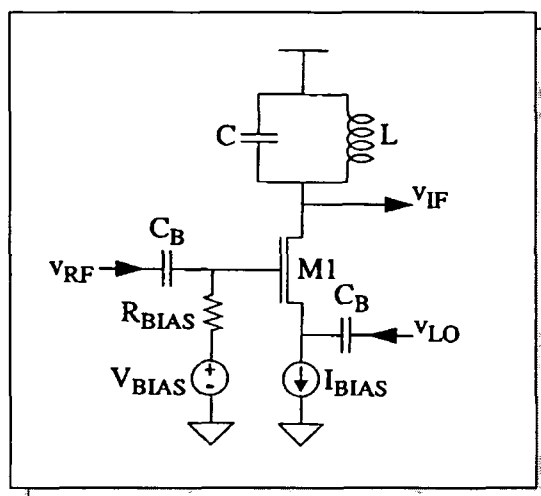 C
L
v_IF
C_B
v_RF
M1
C_B
R_BIAS
v_LO
V_BIAS
+
-
I_BIAS